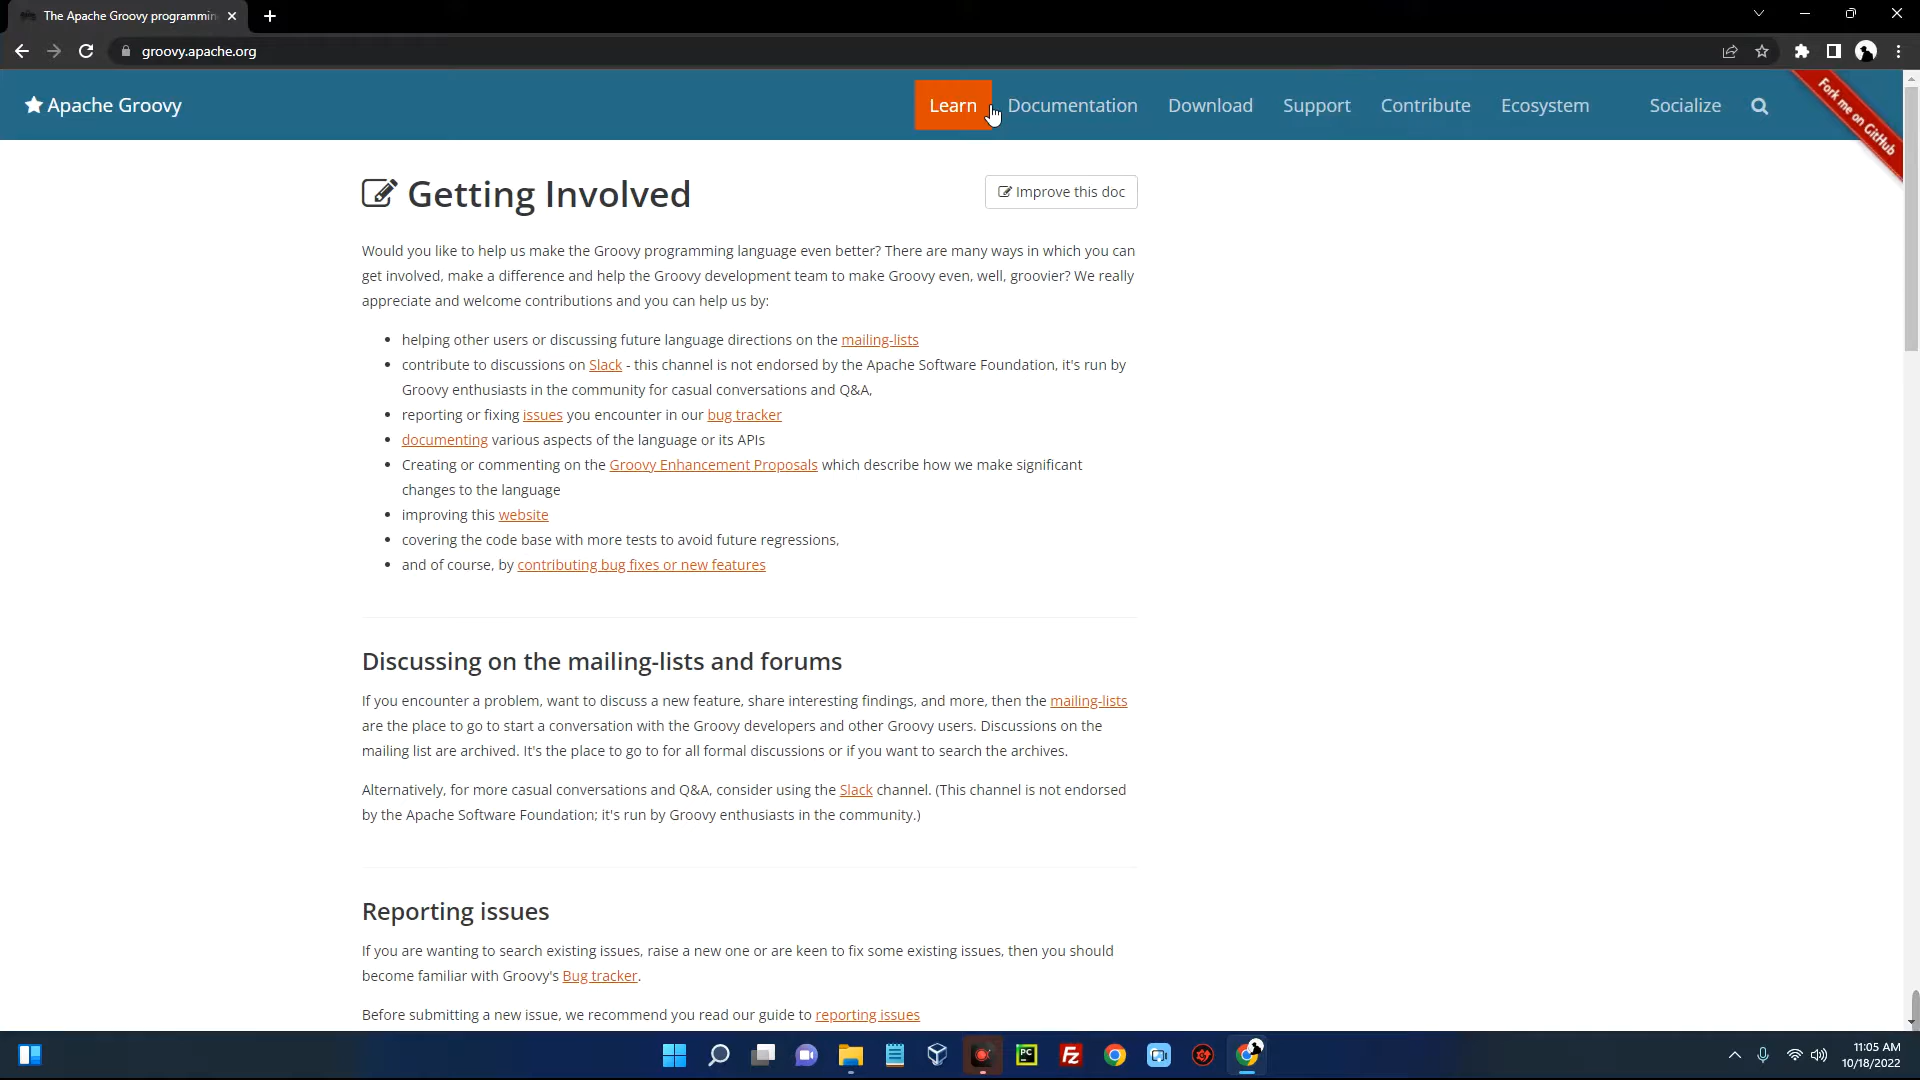 The Apache Groovy programmin
groovy.apache.org
Apache Groovy
Learn
Documentation
Download
Support
Contribute
Ecosystem
Socialize
Fork me on GitHub
Getting Involved
Improve this doc
Would you like to help us make the Groovy programming language even better? There are many ways in which you can
get involved, make a difference and help the Groovy development team to make Groovy even, well, groovier? We really
appreciate and welcome contributions and you can help us by:
• helping other users or discussing future language directions on the mailing-lists
• contribute to discussions on Slack - this channel is not endorsed by the Apache Software Foundation, it's run by
Groovy enthusiasts in the community for casual conversations and Q&A,
• reporting or fixing issues you encounter in our bug tracker
• documenting various aspects of the language or its APIs
• Creating or commenting on the Groovy Enhancement Proposals which describe how we make significant
changes to the language
• improving this website
• covering the code base with more tests to avoid future regressions,
• and of course, by contributing bug fixes or new features
Discussing on the mailing-lists and forums
If you encounter a problem, want to discuss a new feature, share interesting findings, and more, then the mailing-lists
are the place to go to start a conversation with the Groovy developers and other Groovy users. Discussions on the
mailing list are archived. It's the place to go to for all formal discussions or if you want to search the archives.
Alternatively, for more casual conversations and Q&A, consider using the Slack channel. (This channel is not endorsed
by the Apache Software Foundation; it's run by Groovy enthusiasts in the community.)
Reporting issues
If you are wanting to search existing issues, raise a new one or are keen to fix some existing issues, then you should
become familiar with Groovy's Bug tracker.
Before submitting a new issue, we recommend you read our guide to reporting issues
PC
Fz
11:05 AM
10/18/2022